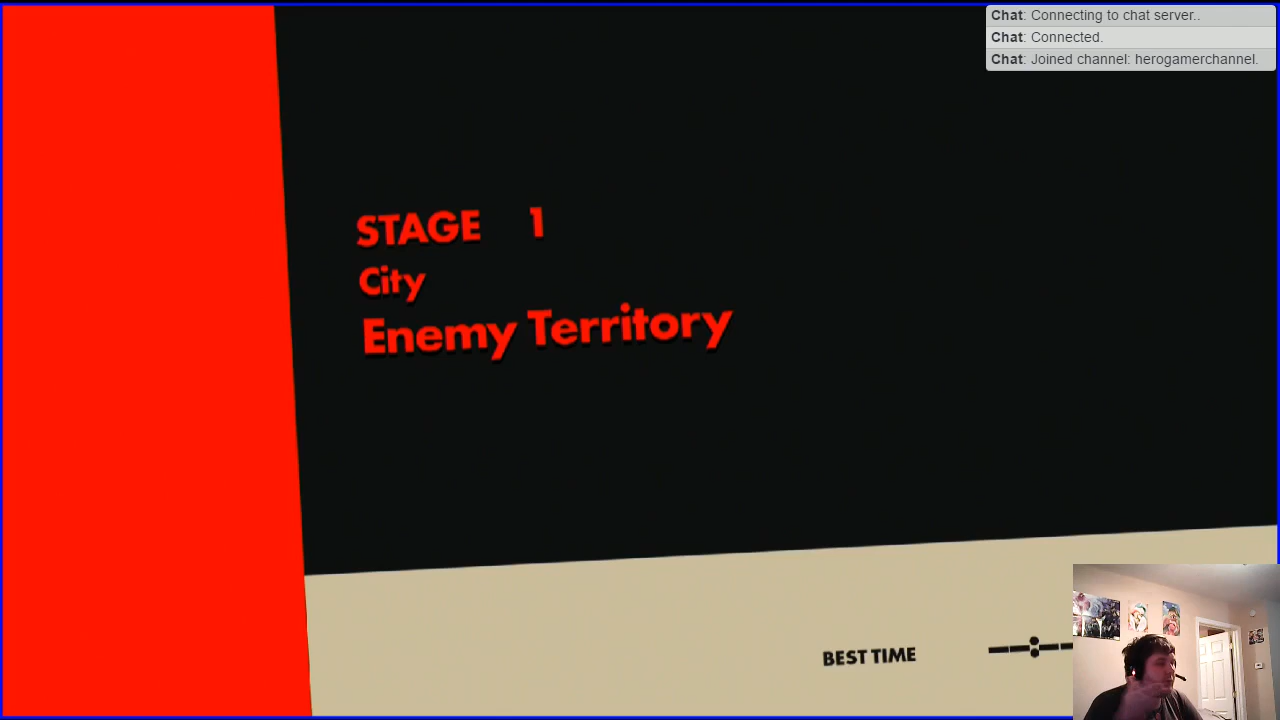 Chat: Connecting to chat server..
Chat: Connected.
Chat: Joined channel: herogamerchannel.
STAGE 1
City
Enemy Territory
BEST TIME --:--